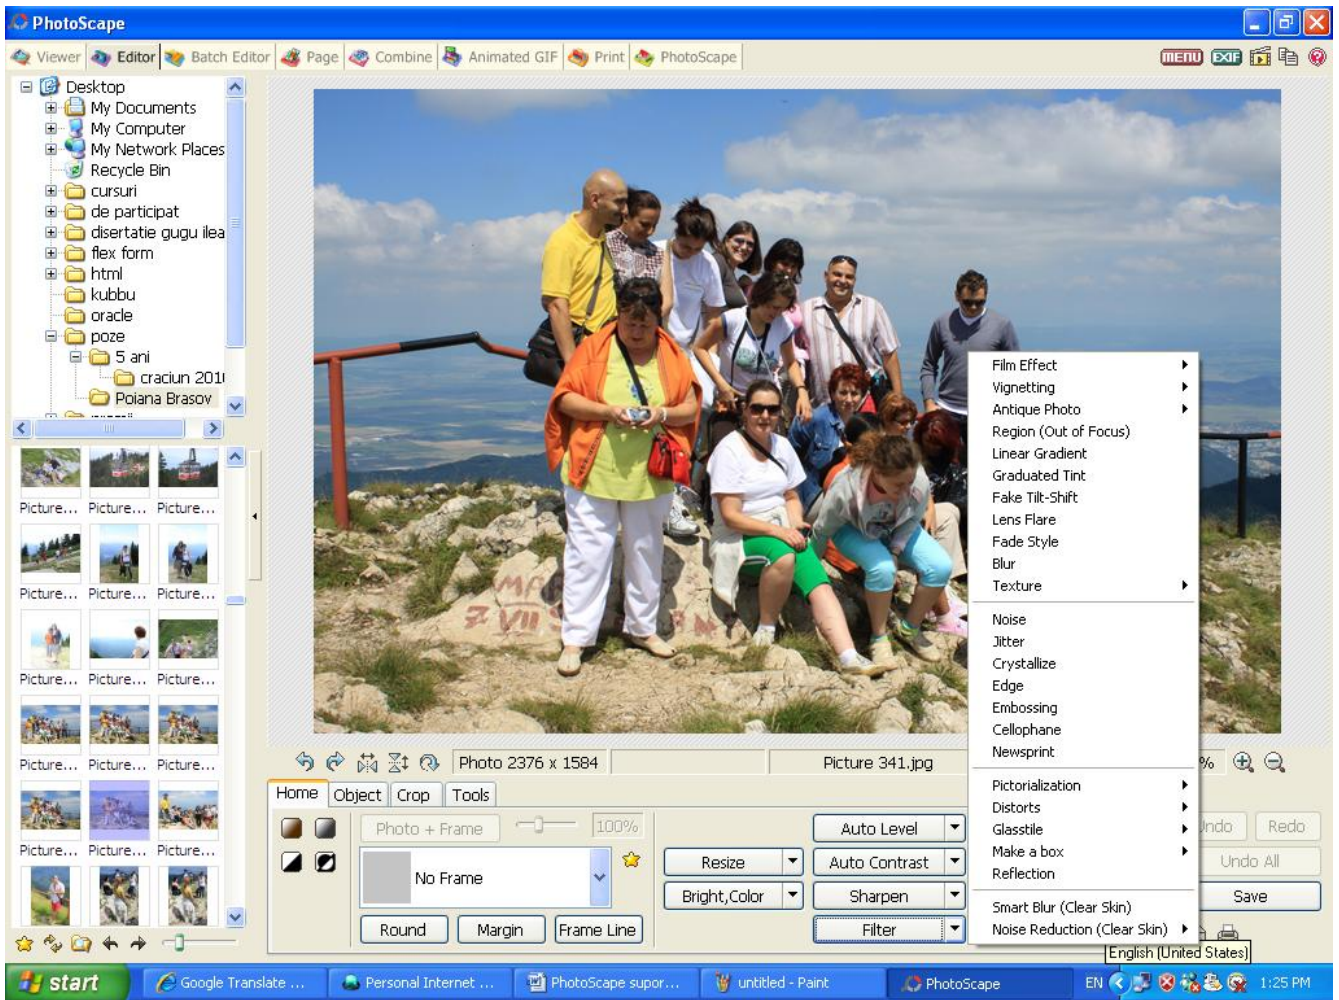 PhotoScape
Viewer Editor Batch Editor Page Combine Animated GIF Print PhotoScape MENU EXIF
Desktop
My Documents
My Computer
My Network Places
Recycle Bin
cursuri
de participat
disertatie gugu ilea
flex form
html
kubbu
oracle
poze
5 ani
craciun 201
Poiana Brasov
Picture... Picture... Picture...
Picture... Picture... Picture...
Picture... Picture... Picture...
Picture... Picture... Picture...
Picture... Picture... Picture...
Photo 2376 x 1584 Picture 341.jpg %
Home Object Crop Tools
Photo + Frame 100%
No Frame
Round Margin Frame Line
Resize
Bright,Color
Auto Level
Auto Contrast
Sharpen
Filter
Film Effect
Vignetting
Antique Photo
Region (Out of Focus)
Linear Gradient
Graduated Tint
Fake Tilt-Shift
Lens Flare
Fade Style
Blur
Texture
Noise
Jitter
Crystallize
Edge
Embossing
Cellophane
Newsprint
Pictorialization
Distorts
Glasstile
Make a box
Reflection
Smart Blur (Clear Skin)
Noise Reduction (Clear Skin)
ndo Redo
Undo All
Save
English (United States)
start Google Translate ... Personal Internet ... PhotoScape supor... untitled - Paint PhotoScape EN 1:25 PM